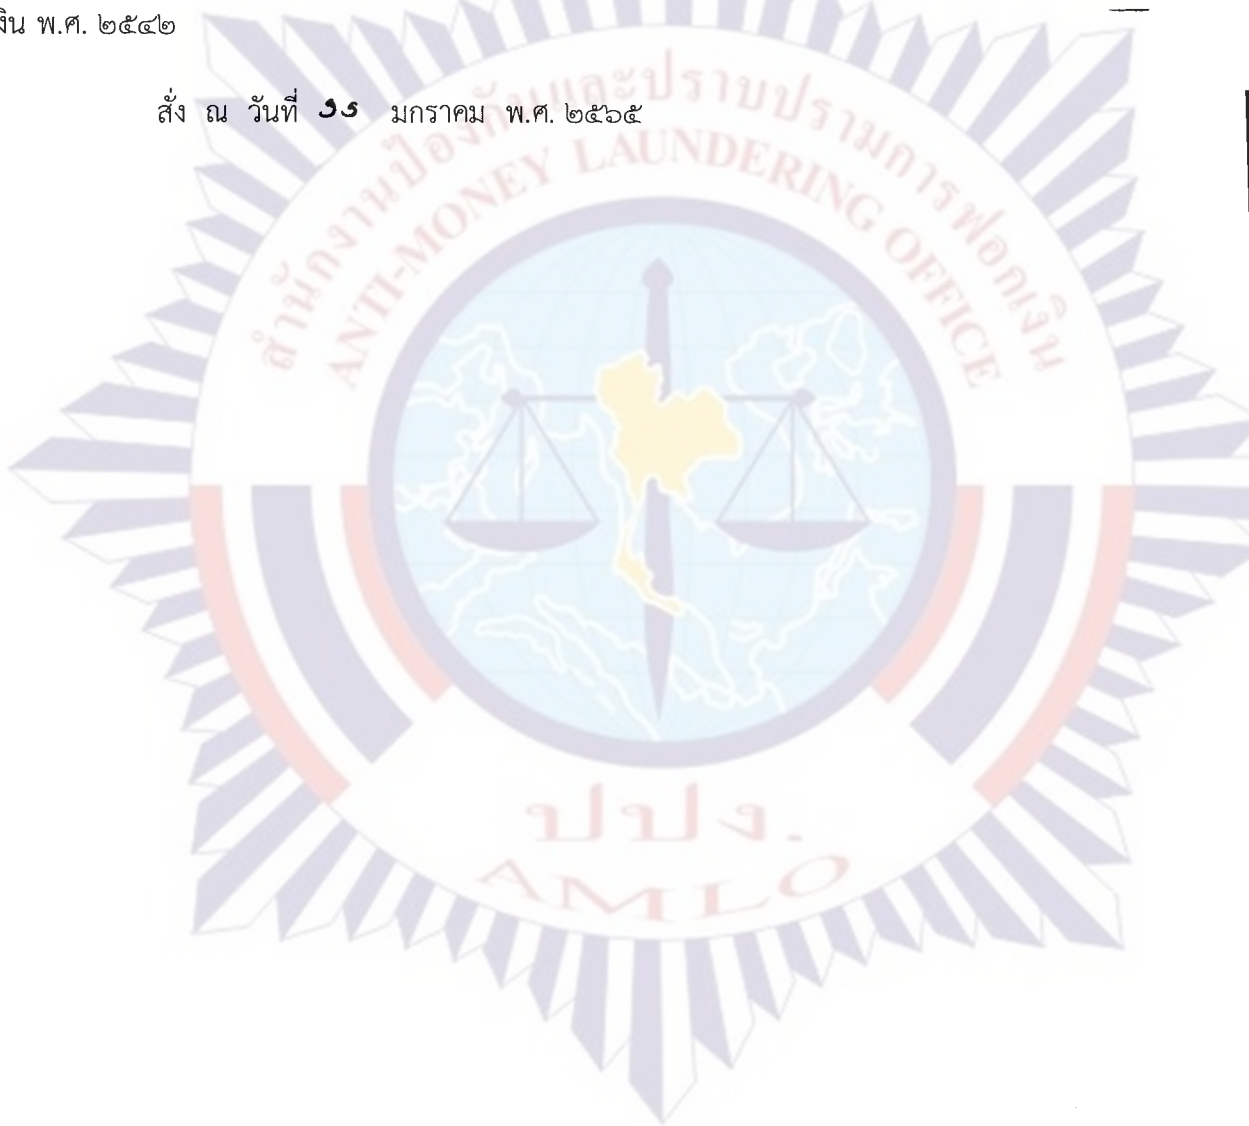 งิน พ.ศ. ๒๕๔๒
สั่ง ณ วันที่ มกราคม พ.ศ. ๒๕๖๕
สำนักงานป้องกันและปราบปรามการฟอกเงิน
ANTI-MONEY LAUNDERING OFFICE
ปปง.
AMLO